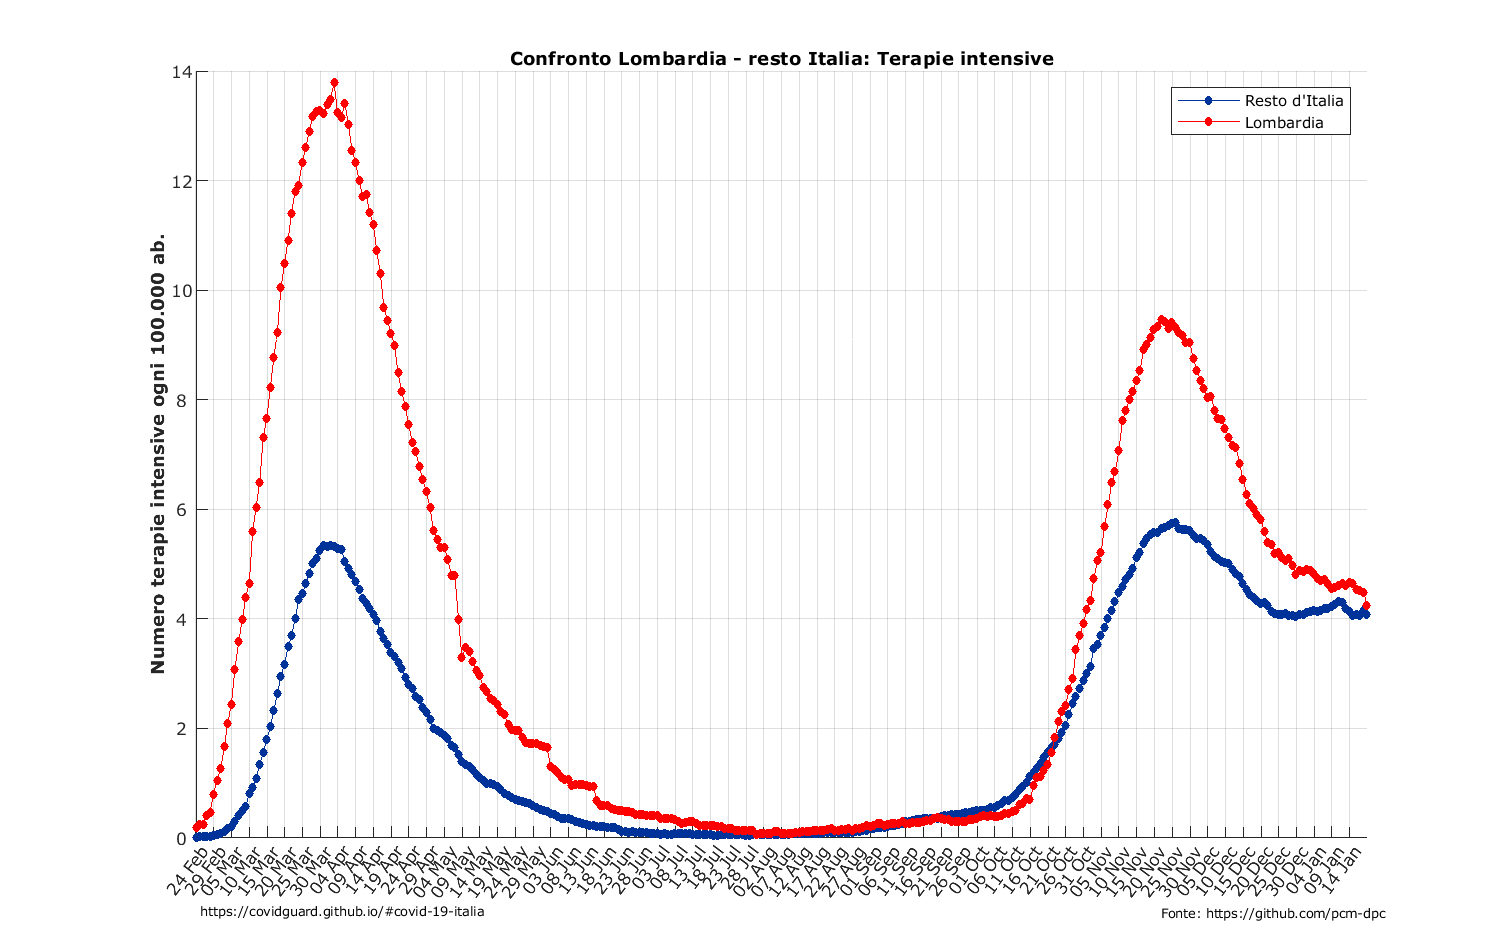 Confronto Lombardia - resto Italia: Terapie intensive
Resto d'Italia
Lombardia
Numero terapie intensive ogni 100.000 ab.
14
12
10
8
6
4
2
0
24 Feb
29 Feb
05 Mar
10 Mar
15 Mar
20 Mar
25 Mar
30 Mar
04 Apr
09 Apr
14 Apr
19 Apr
24 Apr
29 Apr
04 May
09 May
14 May
19 May
24 May
29 May
03 Jun
08 Jun
13 Jun
18 Jun
23 Jun
28 Jun
03 Jul
08 Jul
13 Jul
18 Jul
23 Jul
28 Jul
02 Aug
07 Aug
12 Aug
17 Aug
22 Aug
27 Aug
01 Sep
06 Sep
11 Sep
16 Sep
21 Sep
26 Sep
01 Oct
06 Oct
11 Oct
16 Oct
21 Oct
26 Oct
31 Oct
05 Nov
10 Nov
15 Nov
20 Nov
25 Nov
30 Nov
05 Dec
10 Dec
15 Dec
20 Dec
25 Dec
30 Dec
04 Jan
09 Jan
14 Jan
https://covidguard.github.io/#covid-19-italia
Fonte: https://github.com/pcm-dpc